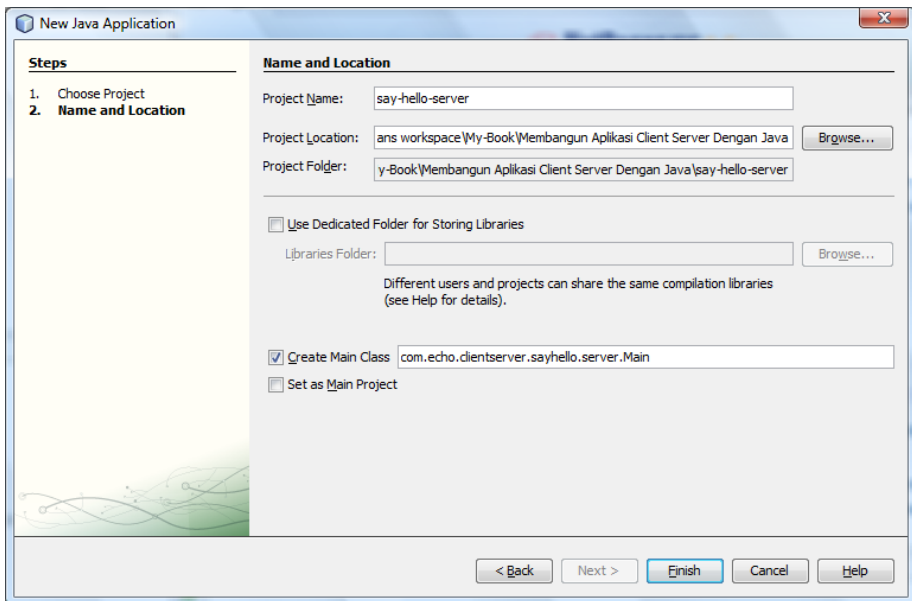 New Java Application
Steps
1. Choose Project
2. Name and Location
Name and Location
Project Name: say-hello-server
Project Location: ans workspace\My-Book\Membangun Aplikasi Client Server Dengan Java Browse...
Project Folder: y-Book\Membangun Aplikasi Client Server Dengan Java\say-hello-server
Use Dedicated Folder for Storing Libraries
Libraries Folder: Browse...
Different users and projects can share the same compilation libraries
(see Help for details).
Create Main Class com.echo.clientserver.sayhello.server.Main
Set as Main Project
< Back Next > Finish Cancel Help